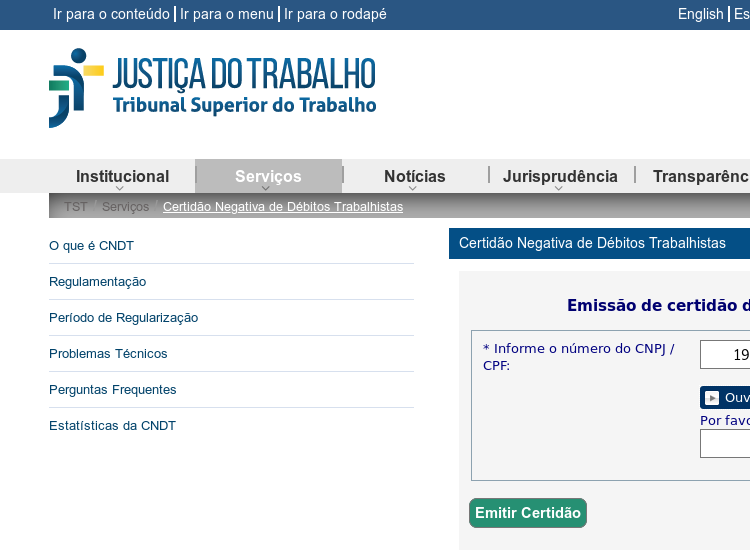 Ir para o conteúdo Ir para o menu Ir para o rodapé English Es
JUSTIÇA DO TRABALHO
Tribunal Superior do Trabalho
Institucional Serviços Notícias Jurisprudência Transparênc
TST / Serviços / Certidão Negativa de Débitos Trabalhistas
O que é CNDT
Regulamentação
Período de Regularização
Problemas Técnicos
Perguntas Frequentes
Estatísticas da CNDT
Certidão Negativa de Débitos Trabalhistas
Emissão de certidão d
* Informe o número do CNPJ /
CPF:
19
Ouv
Por favo
Emitir Certidão